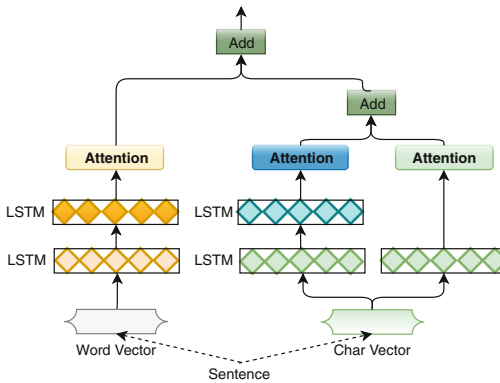 Add
Add
Attention
Attention
Attention
LSTM
LSTM
LSTM
LSTM
Word Vector
Char Vector
Sentence